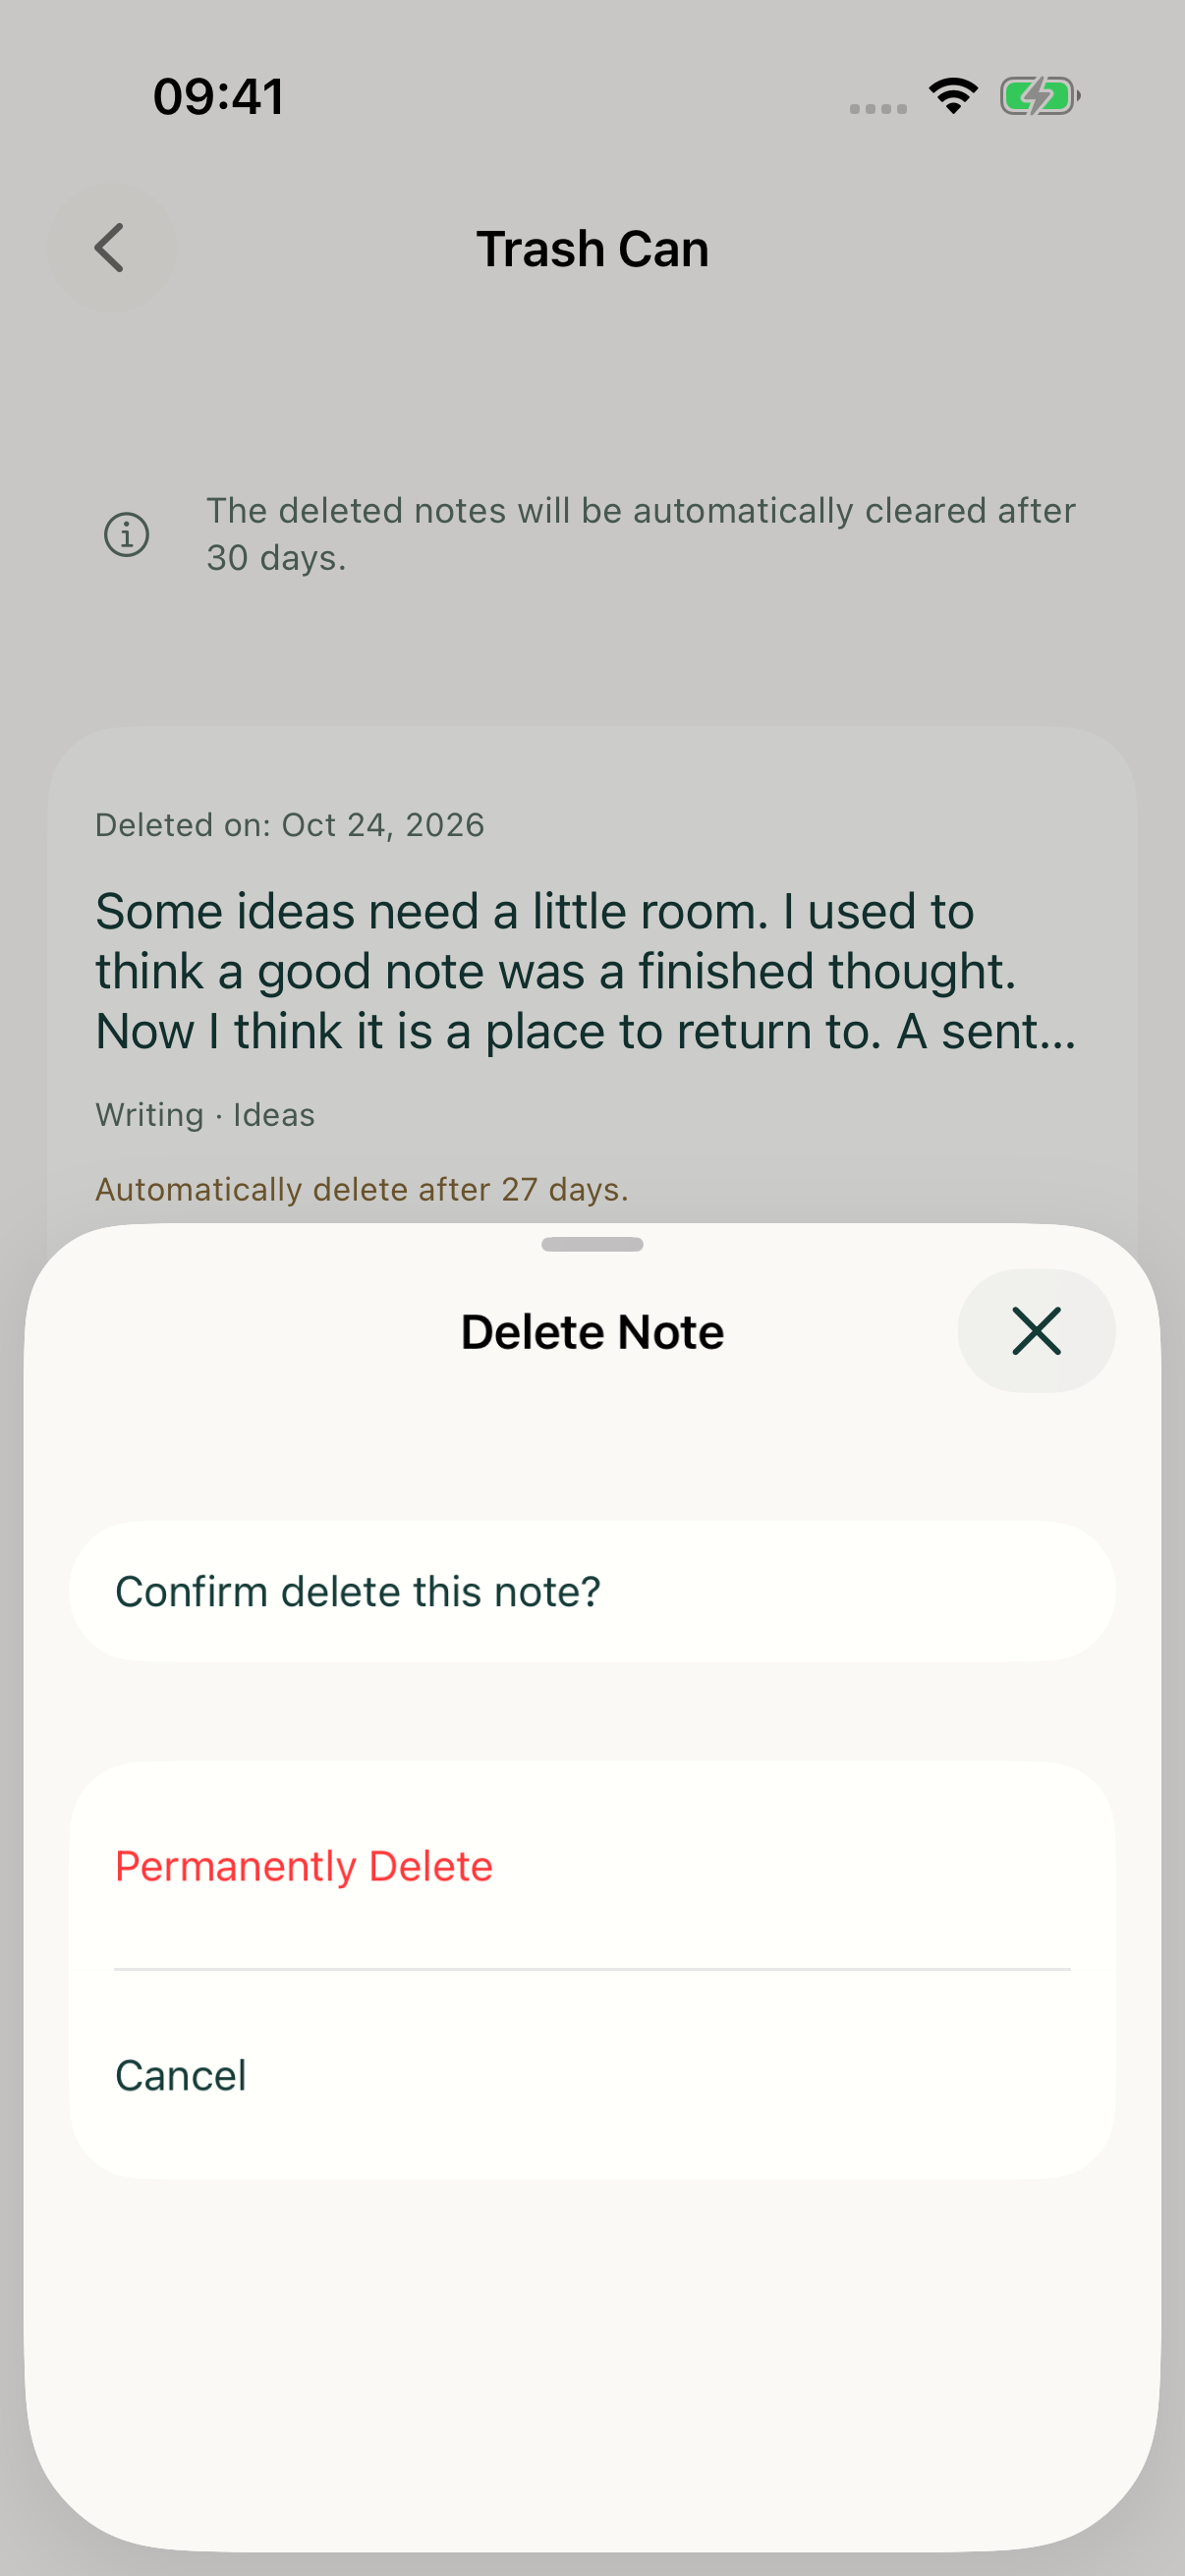 09:41
Trash Can
The deleted notes will be automatically cleared after
30 days.
Deleted on: Oct 24, 2026
Some ideas need a little room. I used to
think a good note was a finished thought.
Now I think it is a place to return to. A sent...
Writing · Ideas
Automatically delete after 27 days.
Delete Note
Confirm delete this note?
Permanently Delete
Cancel